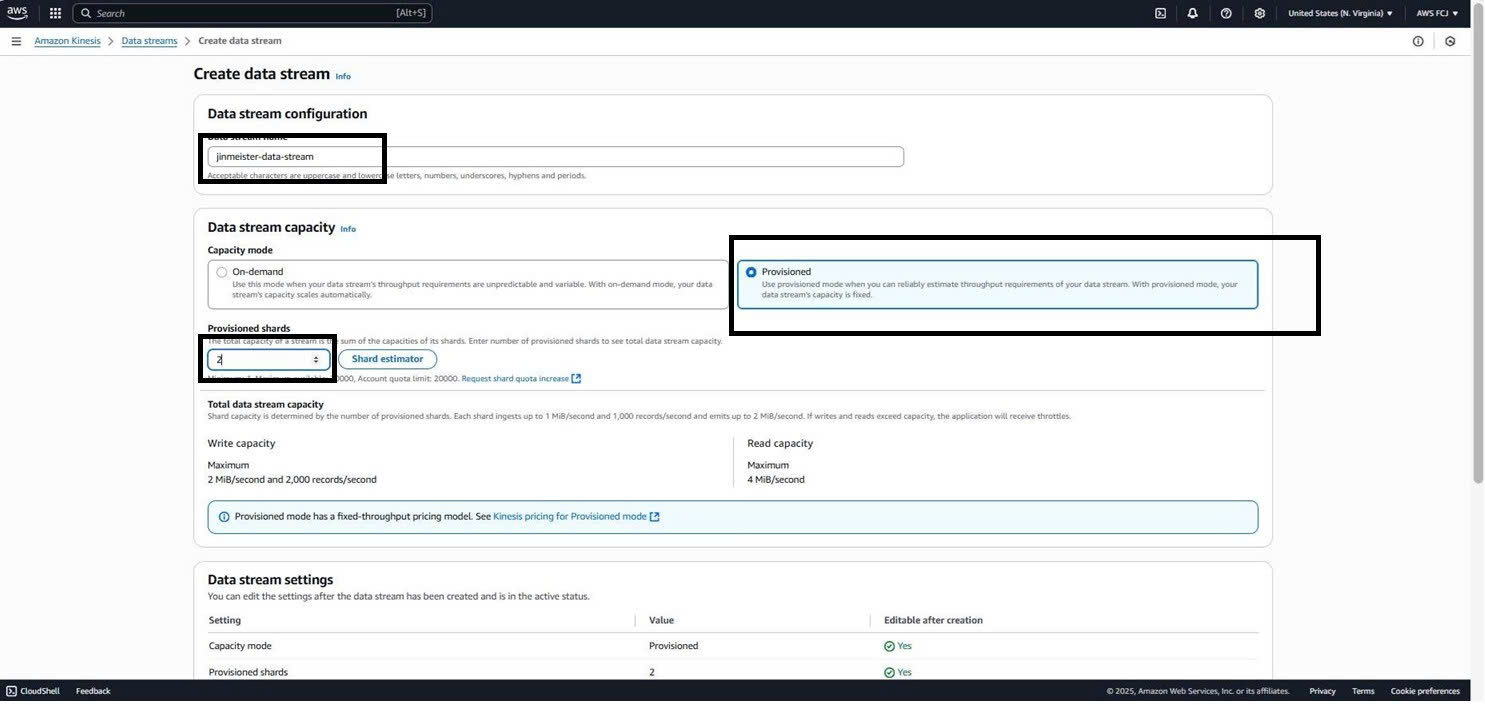 aws
Search
[Alt+S]
United States (N. Virginia)
AWS FCJ
Amazon Kinesis
Data streams
Create data stream
Create data stream Info
Data stream configuration
Data stream name
jinmeister-data-stream
Acceptable characters are uppercase and lowercase letters, numbers, underscores, hyphens and periods.
Data stream capacity Info
Capacity mode
On-demand
Use this mode when your data stream's throughput requirements are unpredictable and variable. With on-demand mode, your data
stream's capacity scales automatically.
Provisioned
Use provisioned mode when you can reliably estimate throughput requirements of your data stream. With provisioned mode, your
data stream's capacity is fixed.
Provisioned shards
The total capacity of a stream is the sum of the capacities of its shards. Enter number of provisioned shards to see total data stream capacity.
2
Shard estimator
0000, Account quota limit: 20000. Request shard quota increase
Total data stream capacity
Shard capacity is determined by the number of provisioned shards. Each shard ingests up to 1 MiB/second and 1,000 records/second and emits up to 2 MiB/second. If writes and reads exceed capacity, the application will receive throttles.
Write capacity
Maximum
2 MiB/second and 2,000 records/second
Read capacity
Maximum
4 MiB/second
Provisioned mode has a fixed-throughput pricing model. See Kinesis pricing for Provisioned mode
Data stream settings
You can edit the settings after the data stream has been created and is in the active status.
Setting Value Editable after creation
Capacity mode Provisioned Yes
Provisioned shards 2 Yes
CloudShell Feedback
© 2025, Amazon Web Services, Inc. or its affiliates. Privacy Terms Cookie preferences